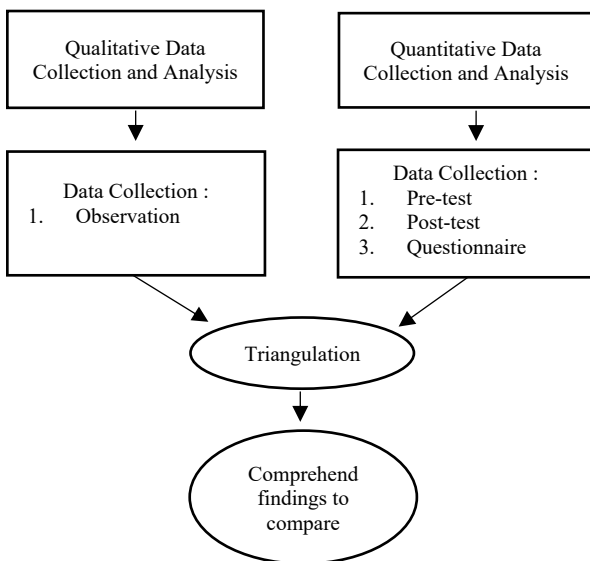 Qualitative Data
Collection and Analysis
Quantitative Data
Collection and Analysis
Data Collection :
1. Observation
Data Collection :
1. Pre-test
2. Post-test
3. Questionnaire
Triangulation
Comprehend
findings to
compare